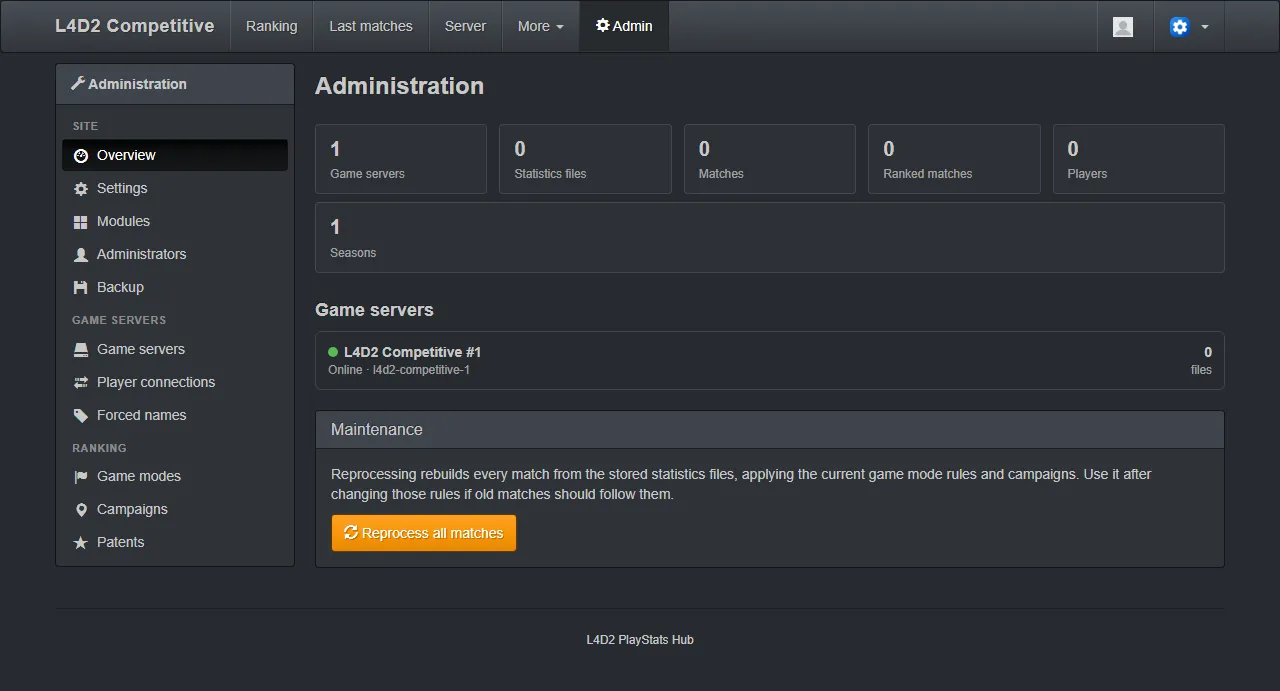 L4D2 Competitive
Ranking
Last matches
Server
More
Admin
Administration
SITE
Overview
Settings
Modules
Administrators
Backup
GAME SERVERS
Game servers
Player connections
Forced names
RANKING
Game modes
Campaigns
Patents
Administration
1
Game servers
0
Statistics files
0
Matches
0
Ranked matches
0
Players
1
Seasons
Game servers
L4D2 Competitive #1
Online · l4d2-competitive-1
0
files
Maintenance
Reprocessing rebuilds every match from the stored statistics files, applying the current game mode rules and campaigns. Use it after
changing those rules if old matches should follow them.
Reprocess all matches
L4D2 PlayStats Hub